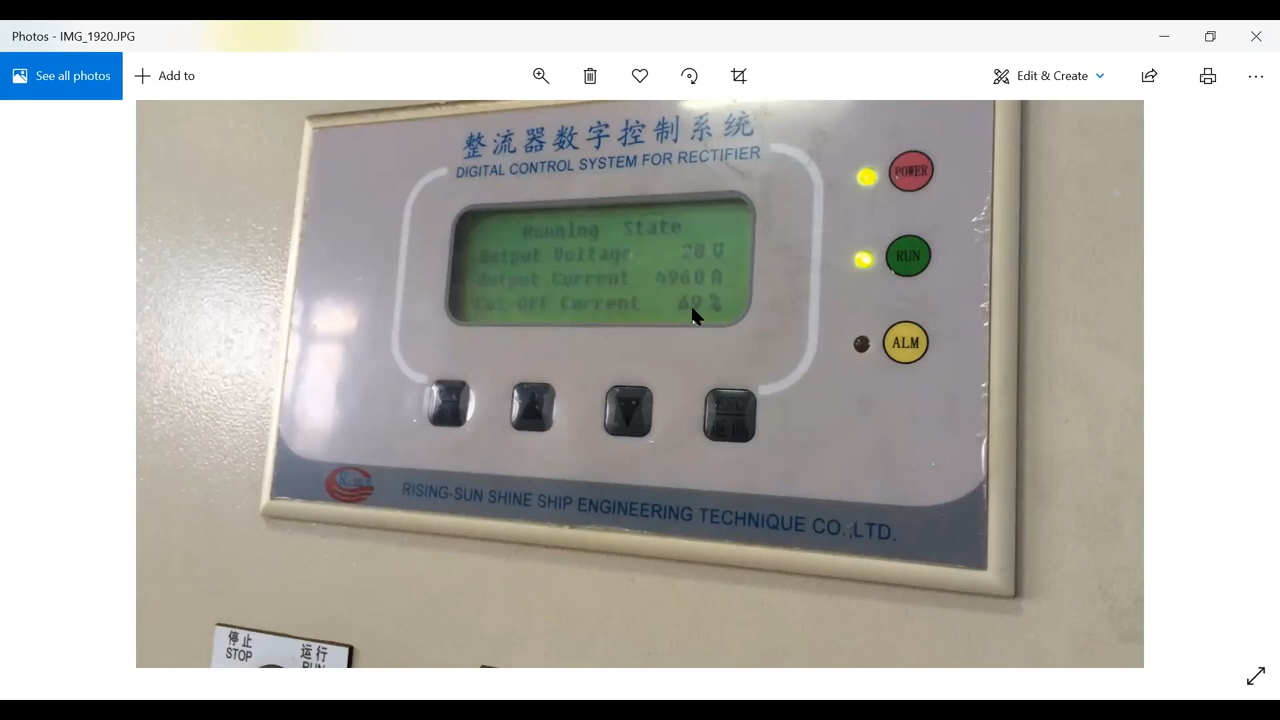 Photos - IMG_1920.JPG
See all photos
Add to
Edit & Create
整流器数字控制系统
DIGITAL CONTROL SYSTEM FOR RECTIFIER
POWER
Running State
Output Voltage 28 V
RUN
Output Current 4960 A
Cut-Off Current %
ALM
RISING-SUN SHINE SHIP ENGINEERING TECHNIQUE CO.,LTD.
停止 运行
STOP RUN